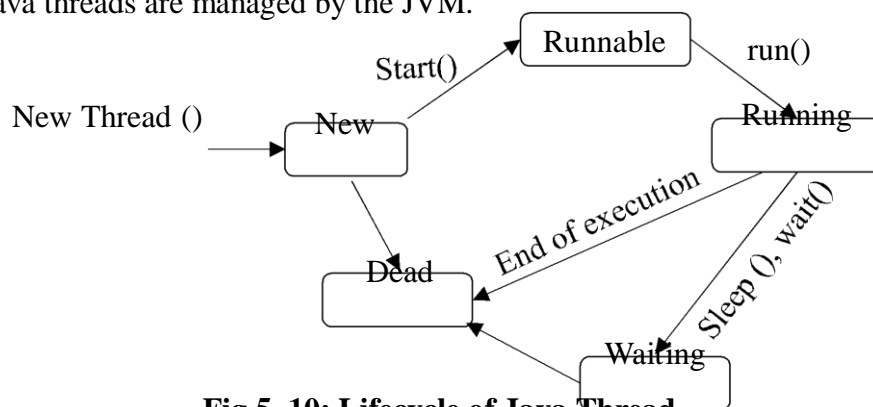 ava threads are managed by the JVM.
Runnable
Start()
run()
New Thread ()
New
Running
End of execution
Sleep (), wait()
Dead
Waiting
Fig 5. 10: Lifecycle of Java Thread